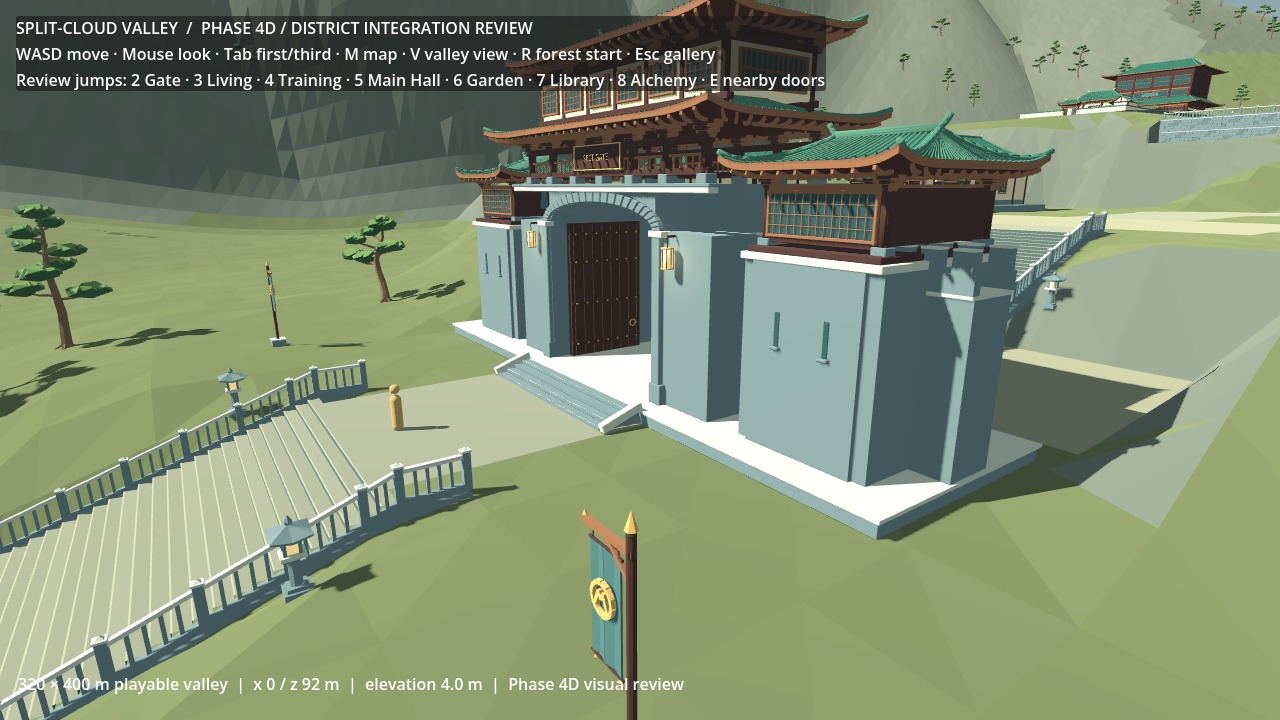 SPLIT-CLOUD VALLEY / PHASE 4D / DISTRICT INTEGRATION REVIEW
WASD move · Mouse look · Tab first/third · M map · V valley view · R forest start · Esc gallery
Review jumps: 2 Gate · 3 Living · 4 Training · 5 Main Hall · 6 Garden · 7 Library · 8 Alchemy · E nearby doors
SPLIT GATE
320 × 400 m playable valley | x 0 / z 92 m | elevation 4.0 m | Phase 4D visual review